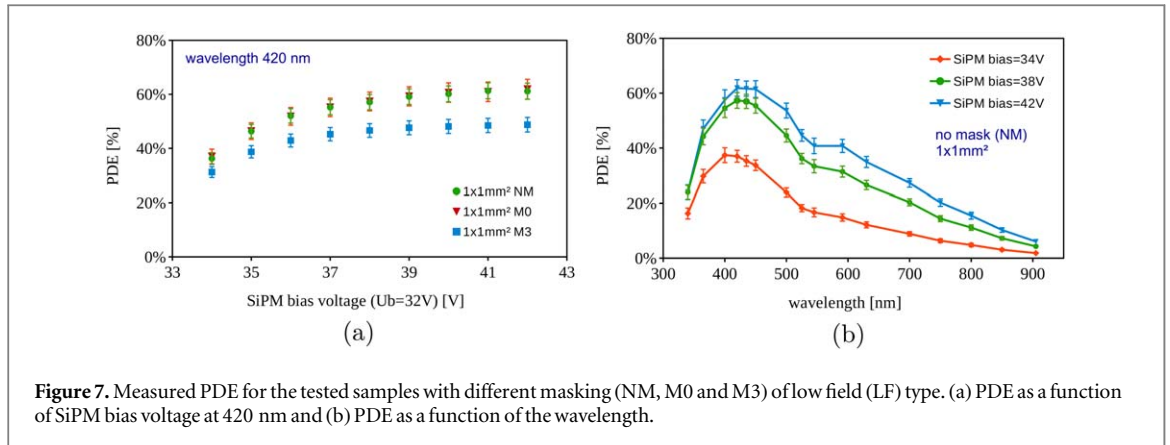 80%
60%
40%
20%
0%
PDE [%]
wavelength 420 nm
1x1mm² NM
1x1mm² M0
1x1mm² M3
33 35 37 39 41 43
SiPM bias voltage (Ub=32V) [V]
(a)
80%
60%
40%
20%
0%
PDE [%]
SiPM bias=34V
SiPM bias=38V
SiPM bias=42V
no mask (NM)
1x1mm²
300 400 500 600 700 800 900
wavelength [nm]
(b)
Figure 7. Measured PDE for the tested samples with different masking (NM, M0 and M3) of low field (LF) type. (a) PDE as a function
of SiPM bias voltage at 420 nm and (b) PDE as a function of the wavelength.